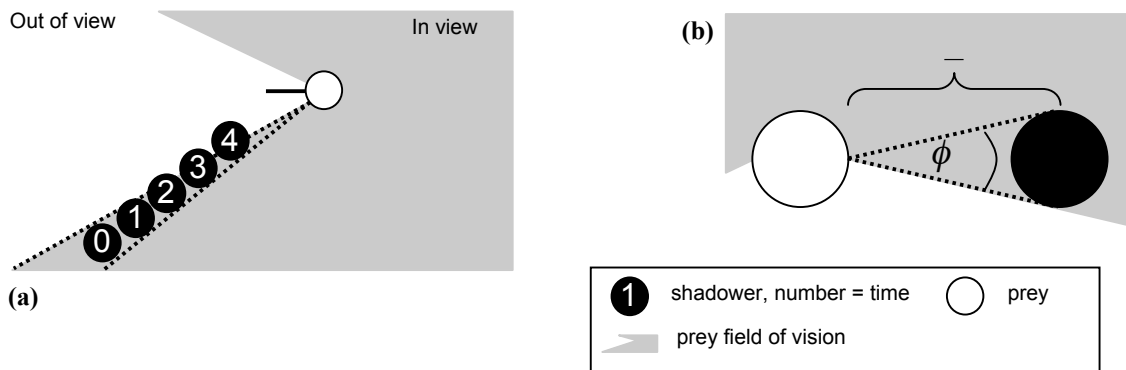 Out of view
In view
4
3
2
1
0
(a)
(b)
ϕ
1 shadower, number = time
prey
prey field of vision